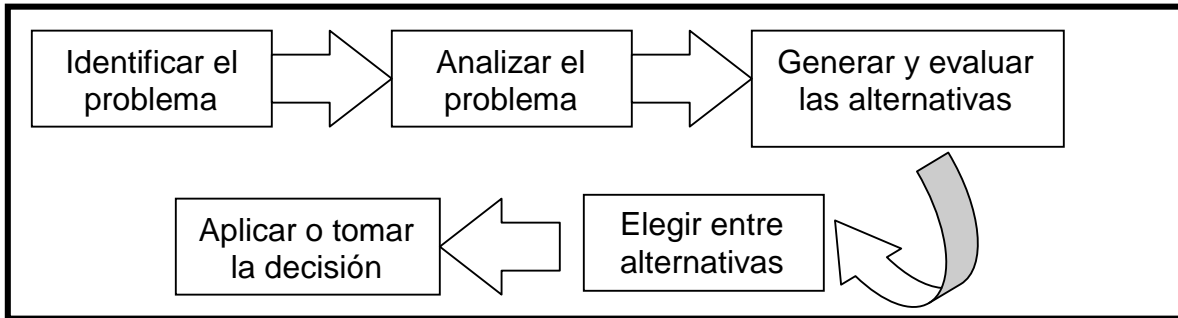 Identificar el
problema
Analizar el
problema
Generar y evaluar
las alternativas
Elegir entre
alternativas
Aplicar o tomar
la decisión